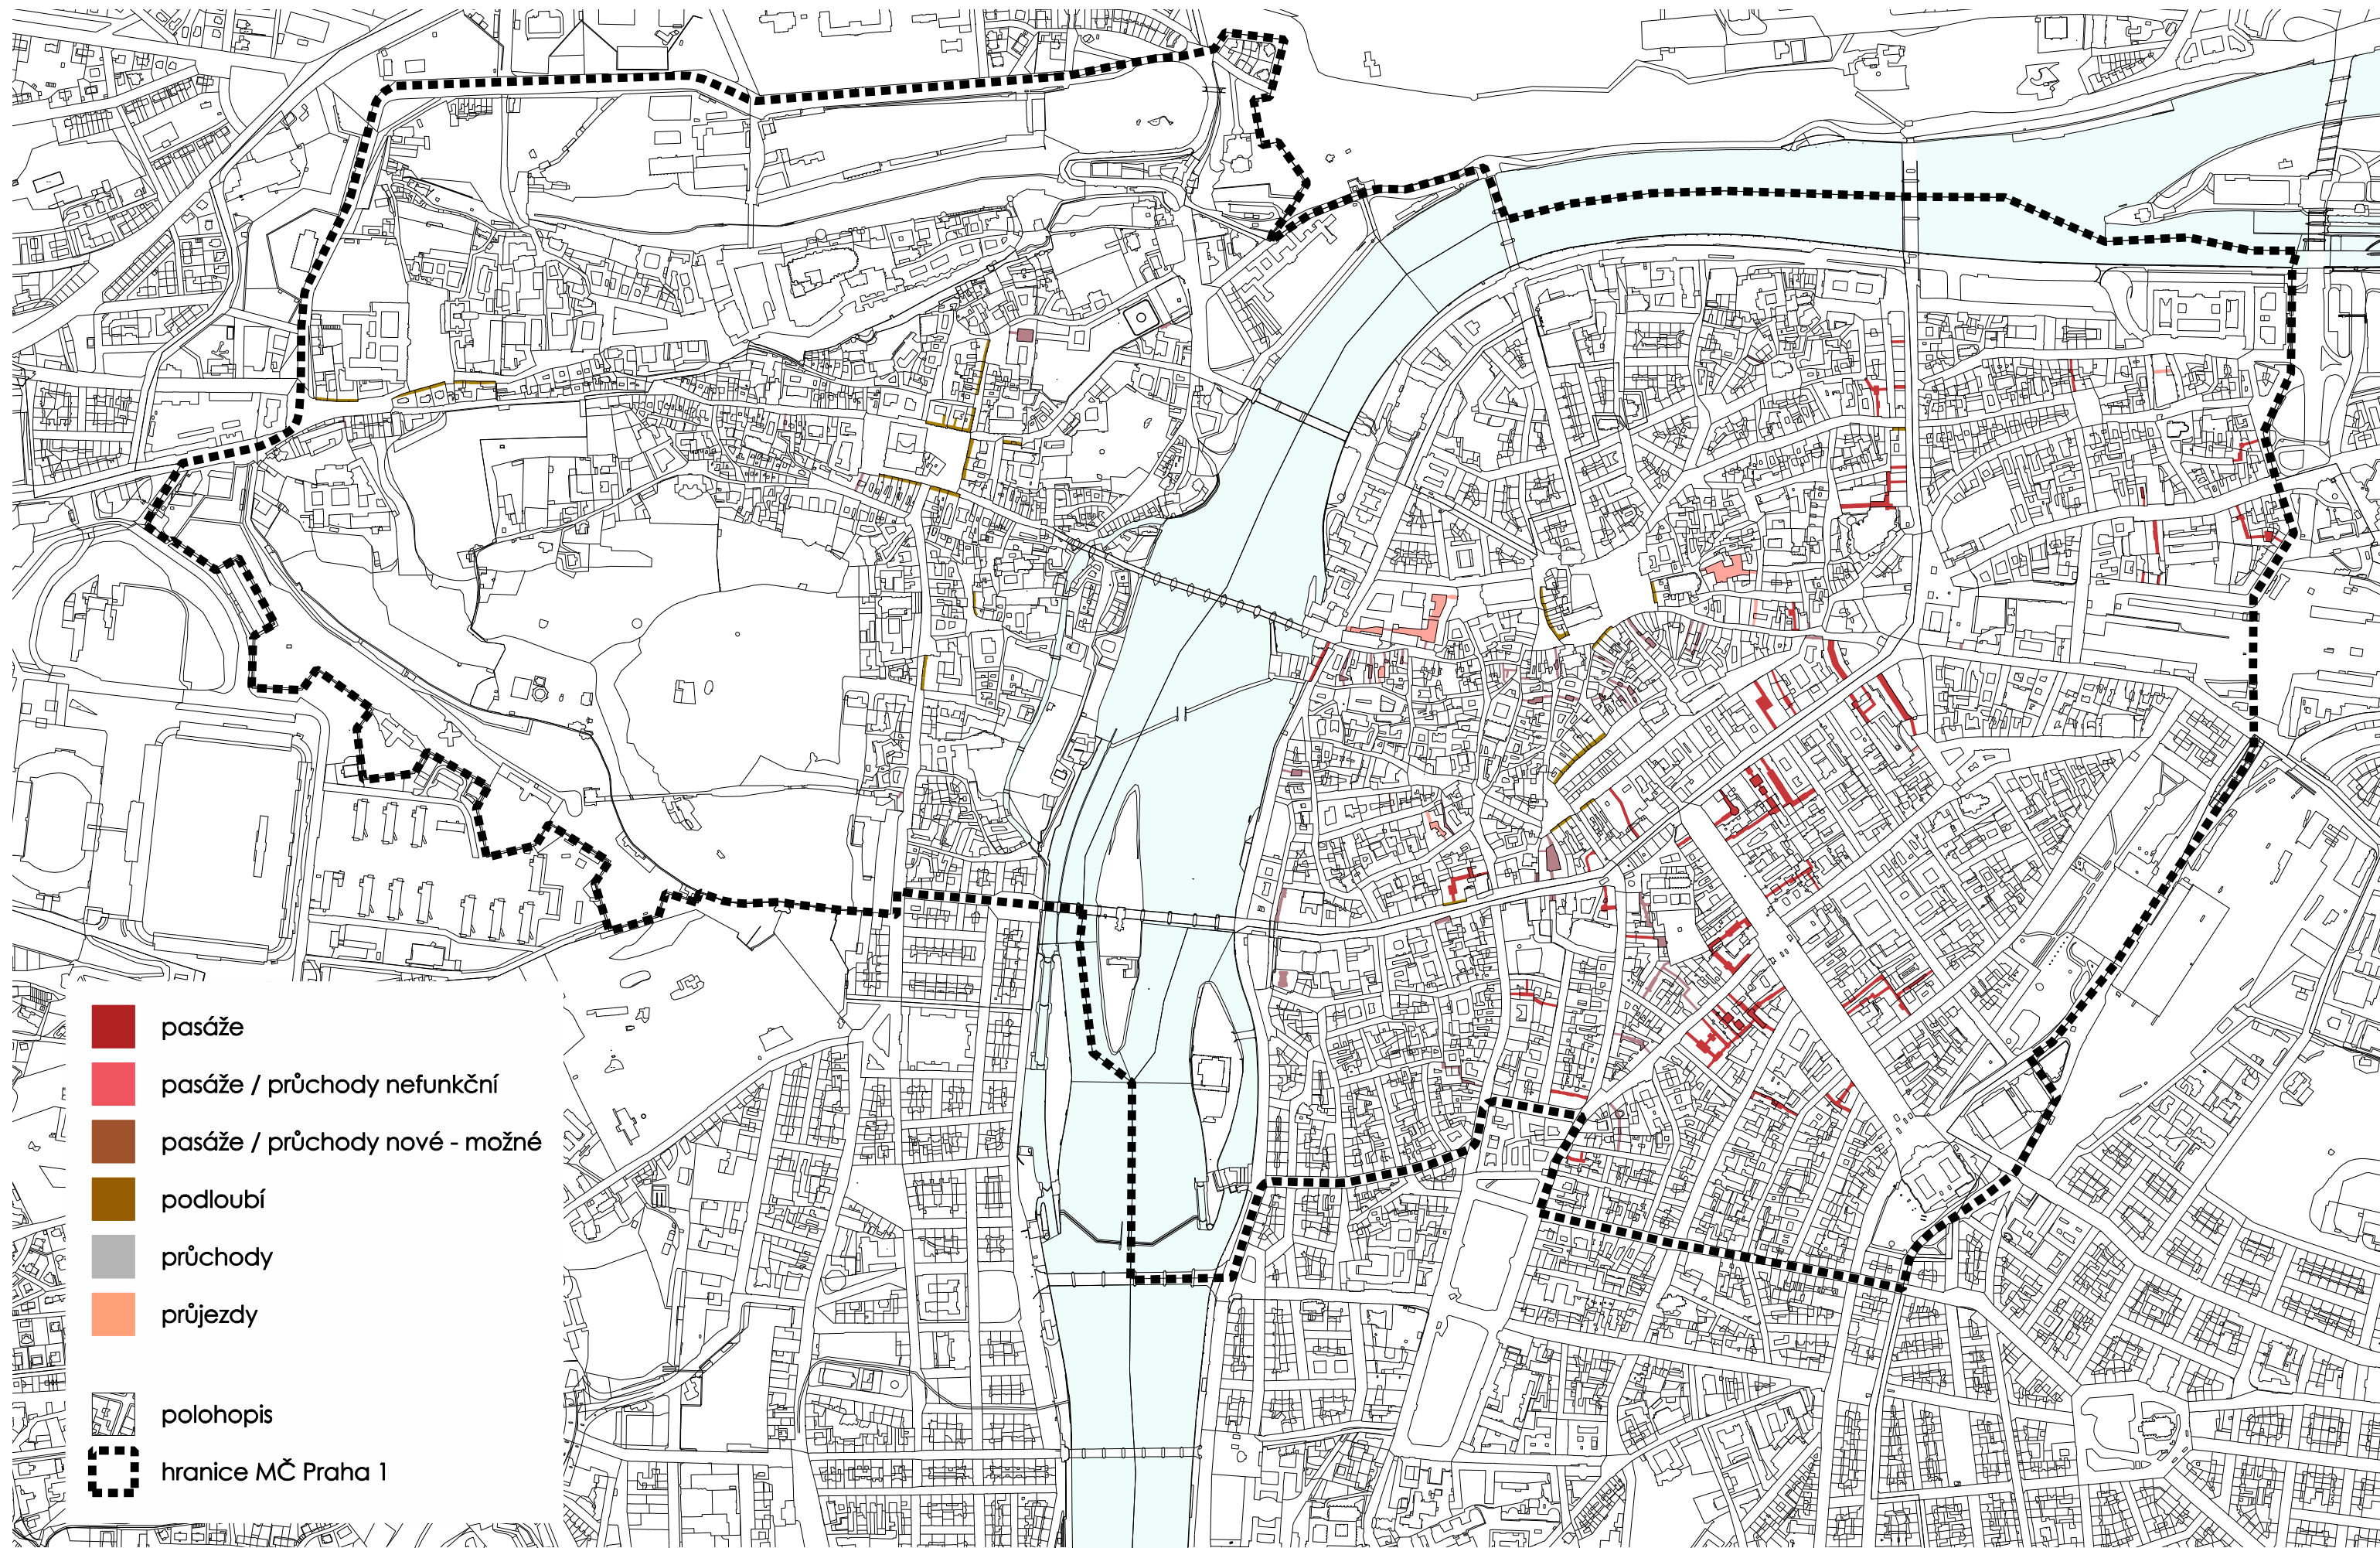 pasáže
pasáže / průchody nefunkční
pasáže / průchody nové - možné
podloubí
průchody
průjezdy
polohopis
hranice MČ Praha 1